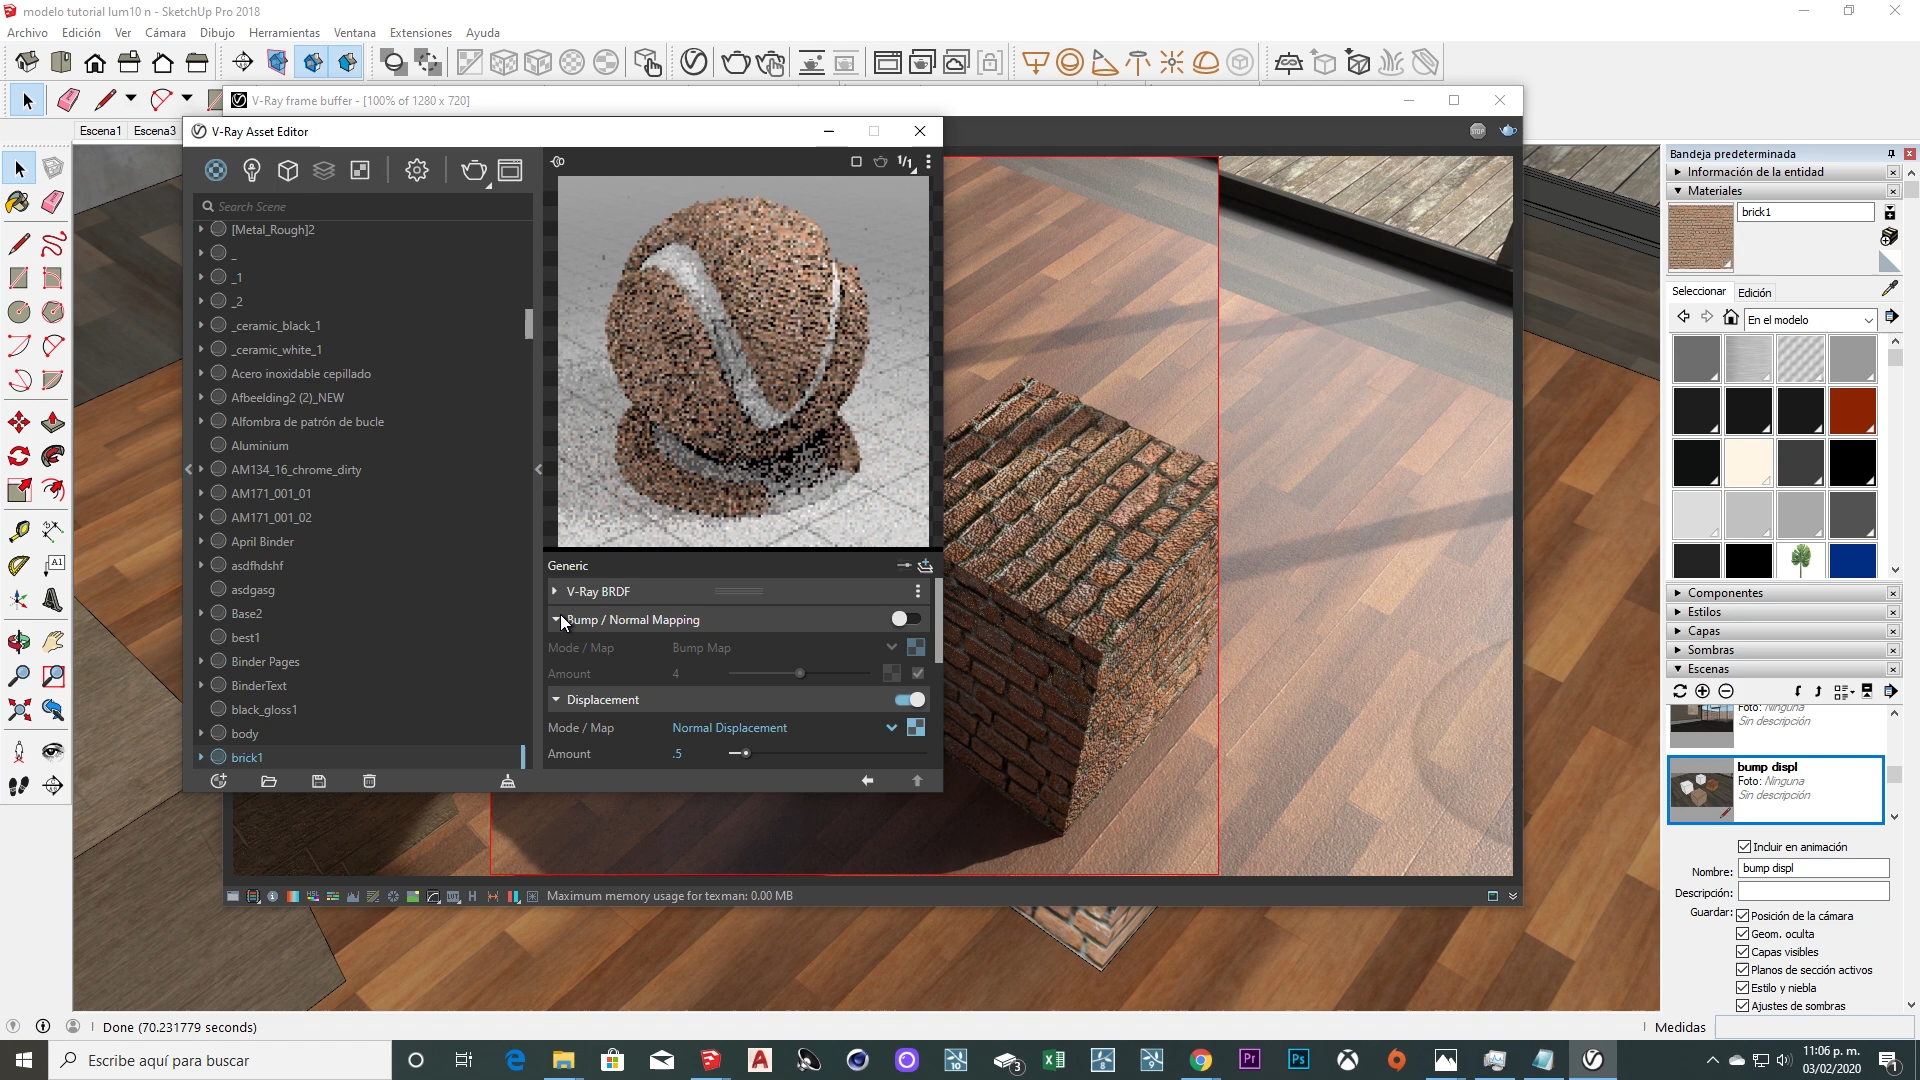 modelo tutorial lum10 n - SketchUp Pro 2018
Archivo Edición Ver Cámara Dibujo Herramientas Ventana Extensiones Ayuda
V-Ray frame buffer - [100% of 1280 x 720]
Escena1 Escena3
V-Ray Asset Editor
STOP
1/1
Search Scene
[Metal_Rough]2
_
_1
_2
_ceramic_black_1
_ceramic_white_1
Acero inoxidable cepillado
Afbeelding2 (2)_NEW
Alfombra de patrón de bucle
Aluminium
AM134_16_chrome_dirty
AM171_001_01
AM171_001_02
April Binder
asdfhdshf
asdgasg
Base2
best1
Binder Pages
BinderText
black_gloss1
body
brick1
Generic
V-Ray BRDF
Bump / Normal Mapping
Mode / Map Bump Map
Amount 4
Displacement
Mode / Map Normal Displacement
Amount .5
Maximum memory usage for texman: 0.00 MB
Bandeja predeterminada
Información de la entidad
Materiales
brick1
Seleccionar Edición
En el modelo
Componentes
Estilos
Capas
Sombras
Escenas
Foto: Ninguna
Sin descripción
bump displ
Foto: Ninguna
Sin descripción
Incluir en animación
Nombre: bump displ
Descripción:
Guardar: Posición de la cámara
Geom. oculta
Capas visibles
Planos de sección activos
Estilo y niebla
Ajustes de sombras
Done (70.231779 seconds)
Medidas
Escribe aquí para buscar
11:06 p. m.
03/02/2020